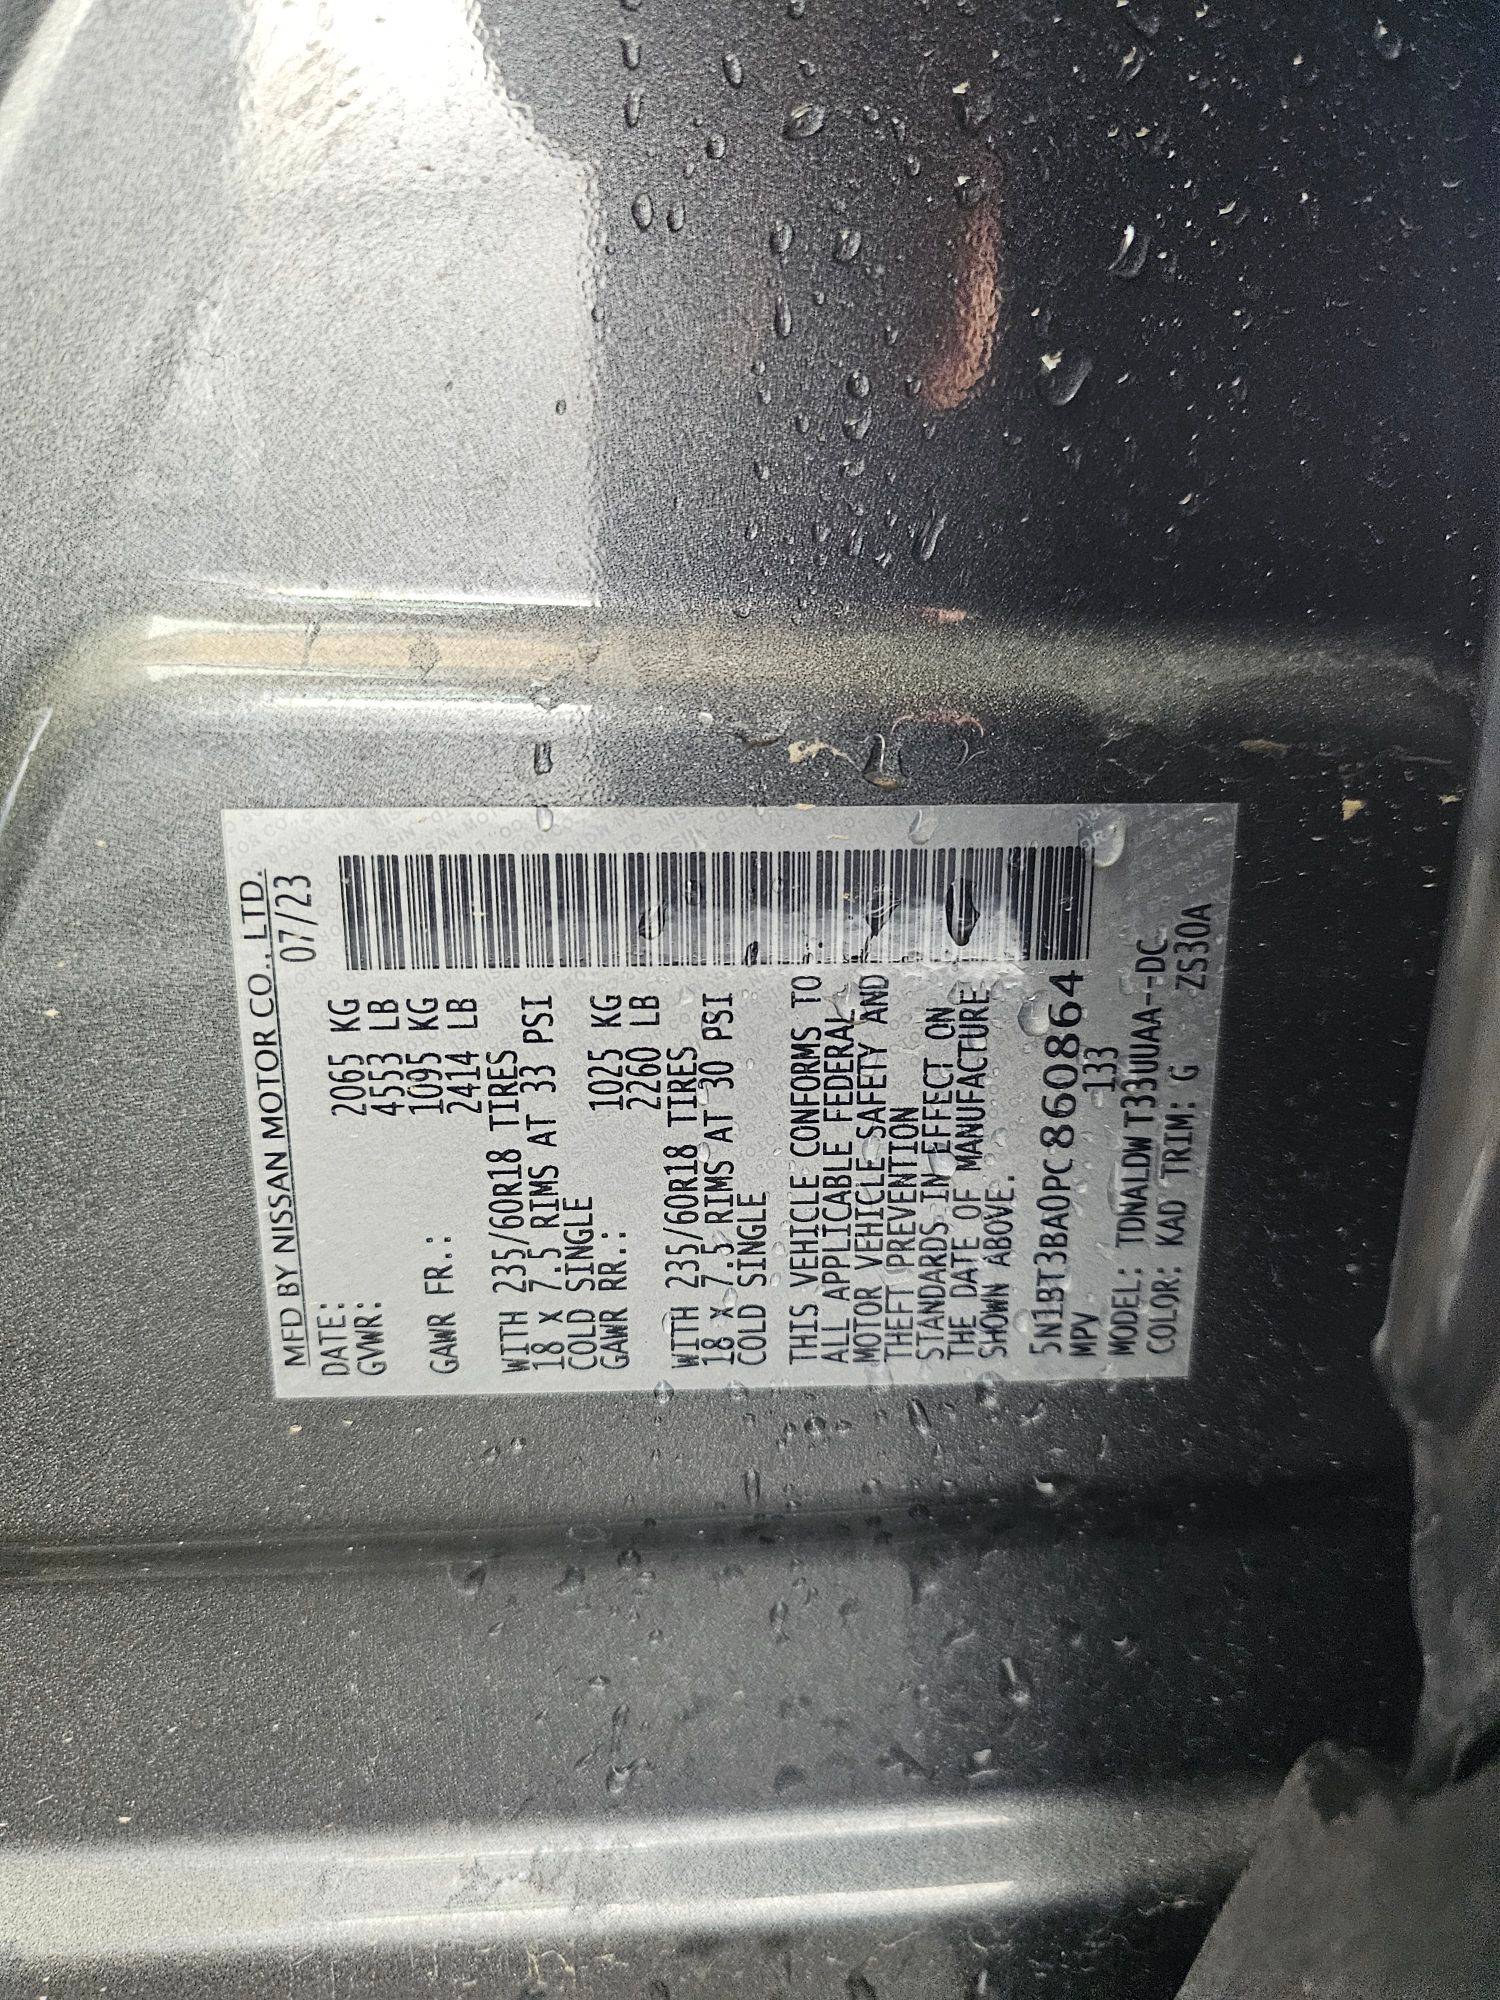 MFD BY NISSAN MOTOR CO., LTD.
DATE: 07/23
GVWR: 2065 KG
4553 LB
GAWR FR.: 1095 KG
2414 LB
WITH 235/60R18 TIRES
18 X 7.5 RIMS AT 33 PSI
COLD SINGLE
GAWR RR.: 1025 KG
2260 LB
WITH 235/60R18 TIRES
18 X 7.5 RIMS AT 30 PSI
COLD SINGLE
THIS VEHICLE CONFORMS TO
ALL APPLICABLE FEDERAL
MOTOR VEHICLE SAFETY AND
THEFT PREVENTION
STANDARDS IN EFFECT ON
THE DATE OF MANUFACTURE
SHOWN ABOVE.
5N1BT3BA0PC860864
MPV 133
MODEL: TDNALDW T33UUAA--DC
COLOR: KAD TRIM: G ZS30A